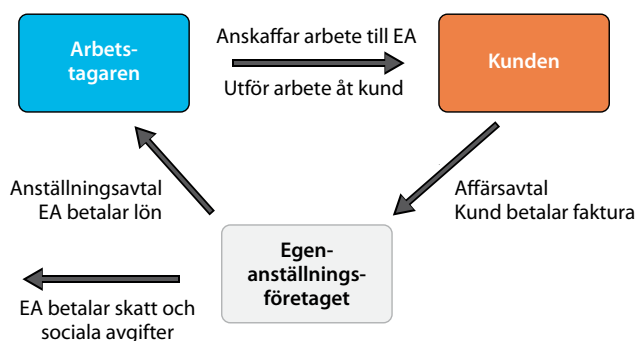 Arbets-
tagaren
Anskaffar arbete till EA
Utför arbete åt kund
Kunden
Anställningsavtal
EA betalar lön
Affärsavtal
Kund betalar faktura
Egen-
anställnings-
företaget
EA betalar skatt och
sociala avgifter